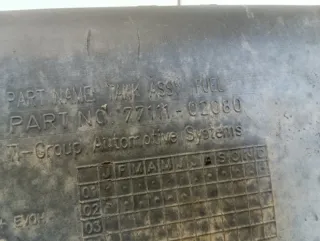 PART NAME TANK ASSY FUEL
PART NO. 77111-02080
TI-Group Automotive Systems
J F M A M J J A S O N D
01
02
03
EVOH